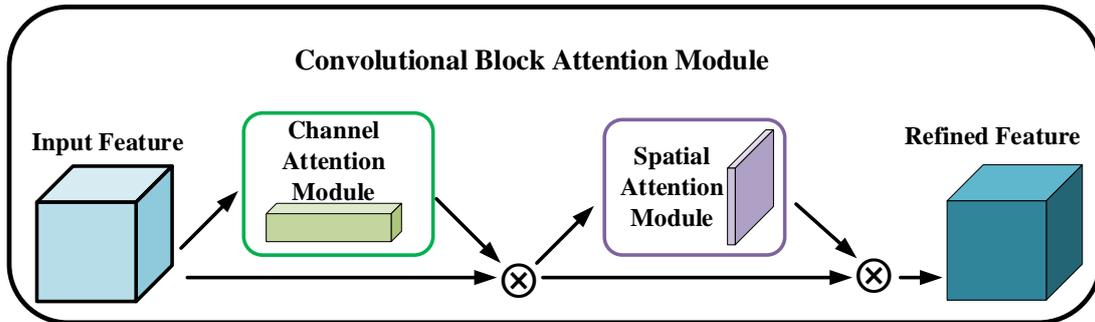 Convolutional Block Attention Module
Input Feature
Channel
Attention
Module
Spatial
Attention
Module
Refined Feature